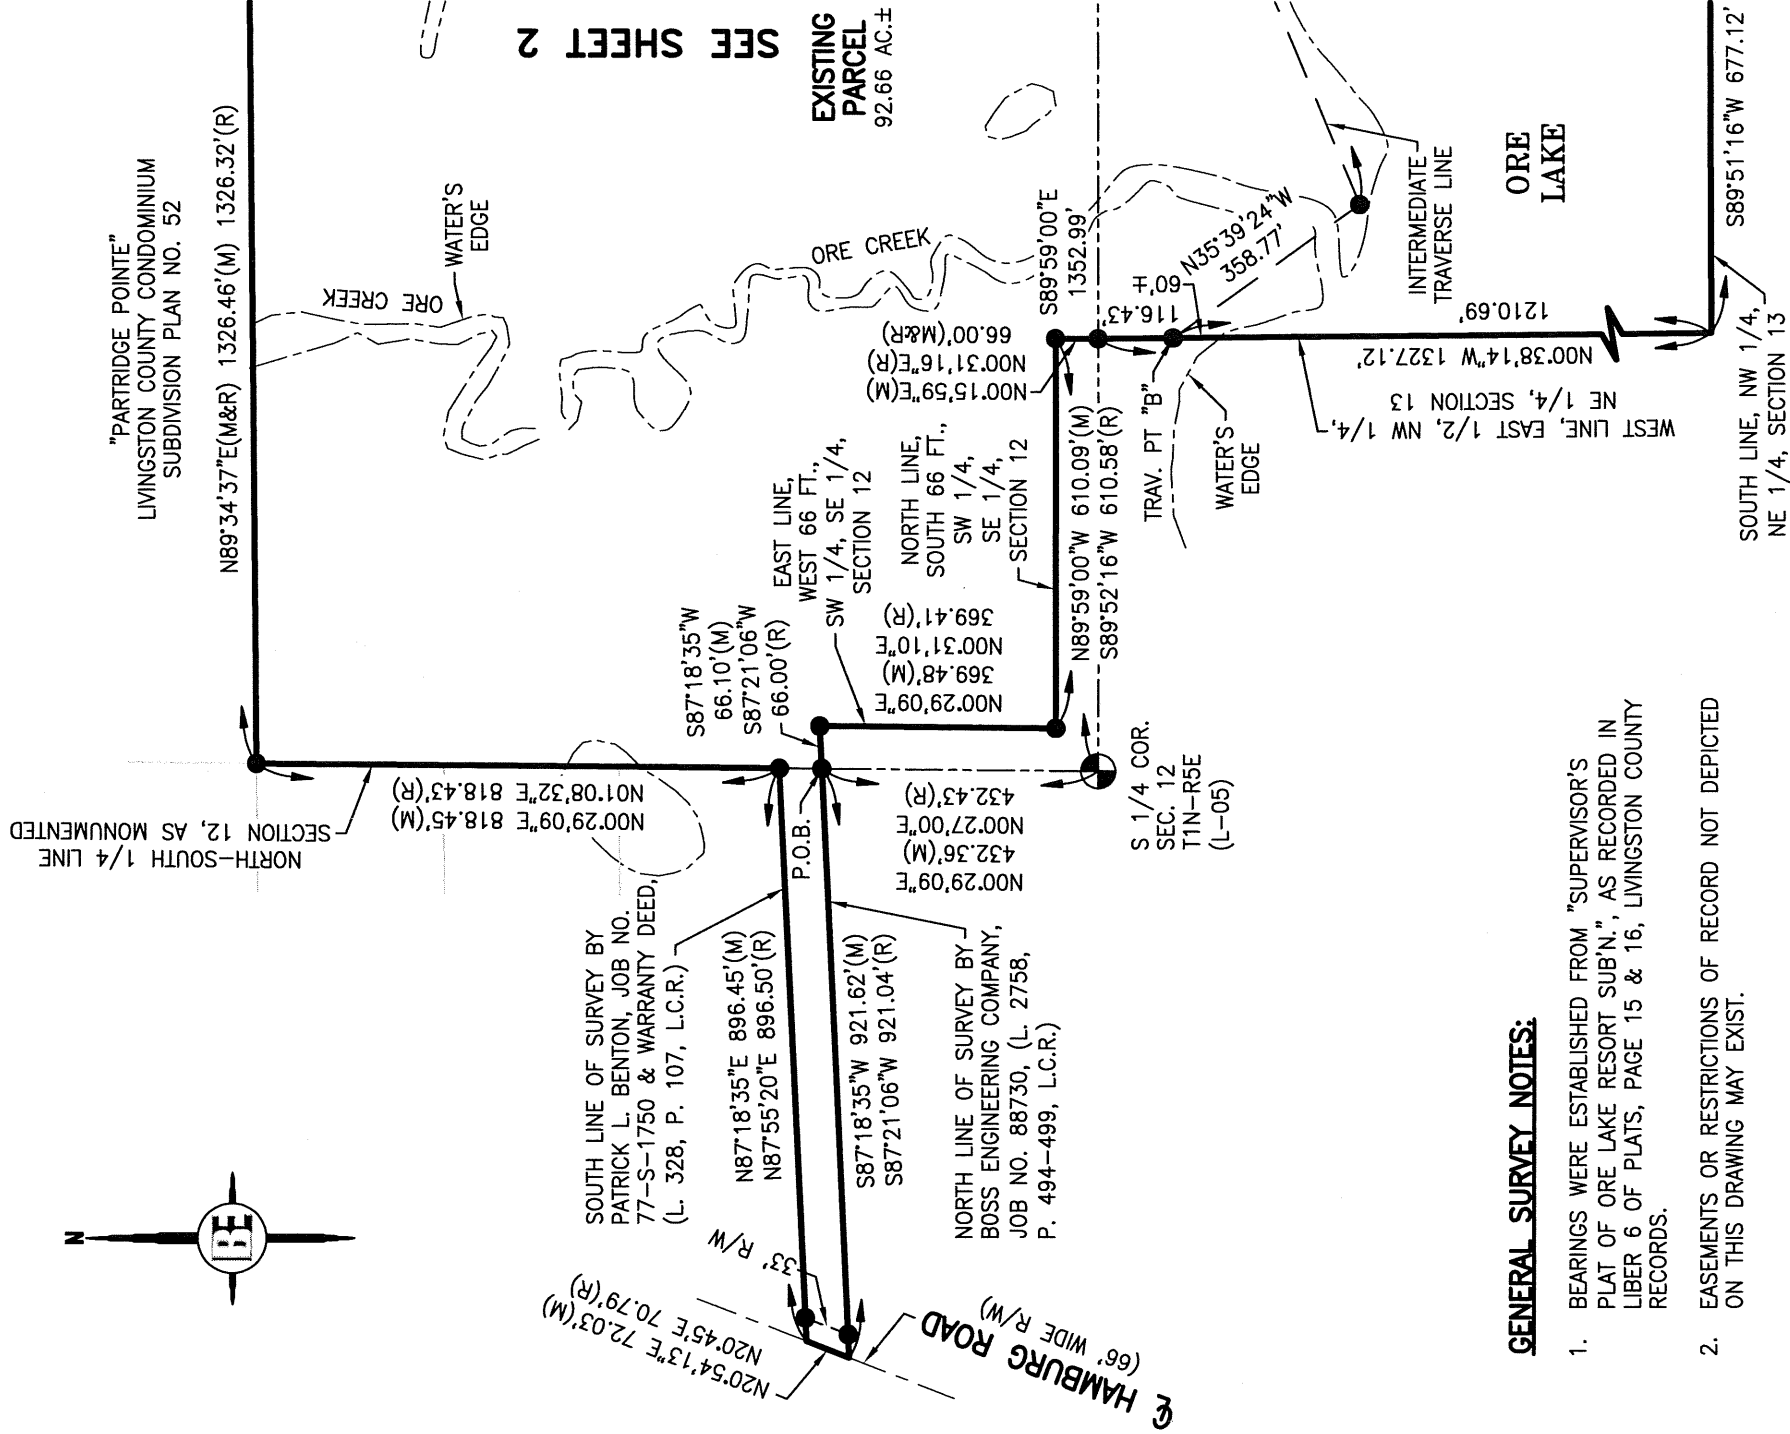 "PARTRIDGE POINTE"
LIVINGSTON COUNTY CONDOMINIUM
SUBDIVISION PLAN NO. 52
N89°34'37"E(M&R) 1326.46'(M) 1326.32'(R)
SEE SHEET 2
EXISTING
PARCEL
92.66 AC.±
WATER'S
EDGE
ORE CREEK
ORE CREEK
S89°59'00"E
1352.99'
N35°39'24"W
358.77'
60'±
116.43'
INTERMEDIATE
TRAVERSE LINE
ORE
LAKE
S89°51'16"W 677.12'
SOUTH LINE, NW 1/4,
NE 1/4, SECTION 13
1210.69'
N00°38'14"W 1327.12'
WEST LINE, EAST 1/2, NW 1/4,
NE 1/4, SECTION 13
N00°15'59"E(M)
N00°31'16"E(R)
66.00'(M&R)
TRAV. PT "B"
WATER'S
EDGE
N89°59'00"W 610.09'(M)
S89°52'16"W 610.58'(R)
NORTH LINE,
SOUTH 66 FT.,
SW 1/4,
SE 1/4,
SECTION 12
EAST LINE,
WEST 66 FT.,
SW 1/4, SE 1/4,
SECTION 12
N00°29'09"E
369.48'(M)
N00°31'10"E
369.41'(R)
S87°18'35"W
66.10'(M)
S87°21'06"W
66.00'(R)
NORTH-SOUTH 1/4 LINE
SECTION 12, AS MONUMENTED
N00°29'09"E 818.45'(M)
N01°08'32"E 818.43'(R)
P.O.B.
N00°29'09"E
432.36'(M)
N00°27'00"E
432.43'(R)
S 1/4 COR.
SEC. 12
T1N-R5E
(L-05)
SOUTH LINE OF SURVEY BY
PATRICK L. BENTON, JOB NO.
77-S-1750 & WARRANTY DEED,
(L. 328, P. 107, L.C.R.)
N87°18'35"E 896.45'(M)
N87°55'20"E 896.50'(R)
S87°18'35"W 921.62'(M)
S87°21'06"W 921.04'(R)
NORTH LINE OF SURVEY BY
BOSS ENGINEERING COMPANY,
JOB NO. 88730, (L. 2758,
P. 494-499, L.C.R.)
33' R/W
N20°54'13"E 72.03'(M)
N20°45'E 70.79'(R)
℄ HAMBURG ROAD
(66' WIDE R/W)
N
BE
GENERAL SURVEY NOTES:
1. BEARINGS WERE ESTABLISHED FROM "SUPERVISOR'S
PLAT OF ORE LAKE RESORT SUB'N.", AS RECORDED IN
LIBER 6 OF PLATS, PAGE 15 & 16, LIVINGSTON COUNTY
RECORDS.
2. EASEMENTS OR RESTRICTIONS OF RECORD NOT DEPICTED
ON THIS DRAWING MAY EXIST.